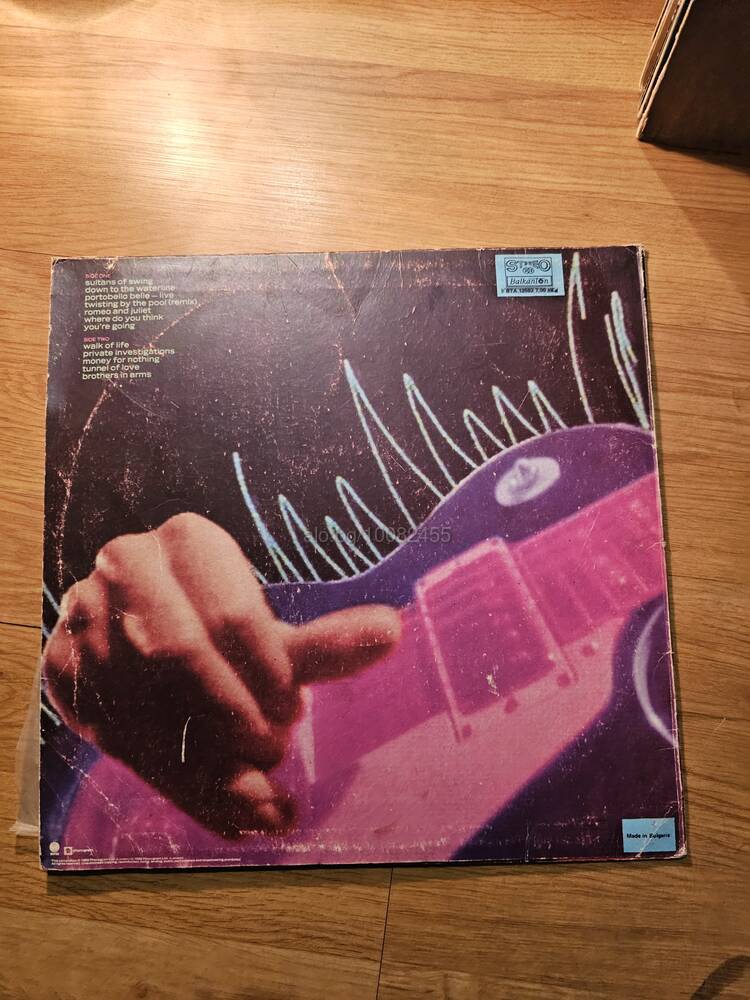 SIDE ONE
sultans of swing
down to the waterline
portobello belle – live
twisting by the pool (remix)
romeo and juliet
where do you think
you're going
SIDE TWO
walk of life
private investigations
money for nothing
tunnel of love
brothers in arms
STEREO
Balkanton
alo.bg/10082455
Made in Bulgaria
phonogram